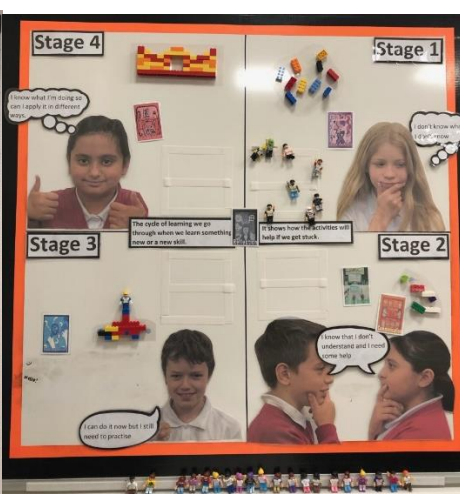 Stage 4
Stage 1
I know what I'm doing so
can I apply it in different
ways.
I don't know
The cycle of learning we go
through when we learn something
new or a new skill.
It shows how the activities will
help if we get stuck.
Stage 3
Stage 2
I know that I don't
understand and I need
some help
I can do it now but I still
need to practise